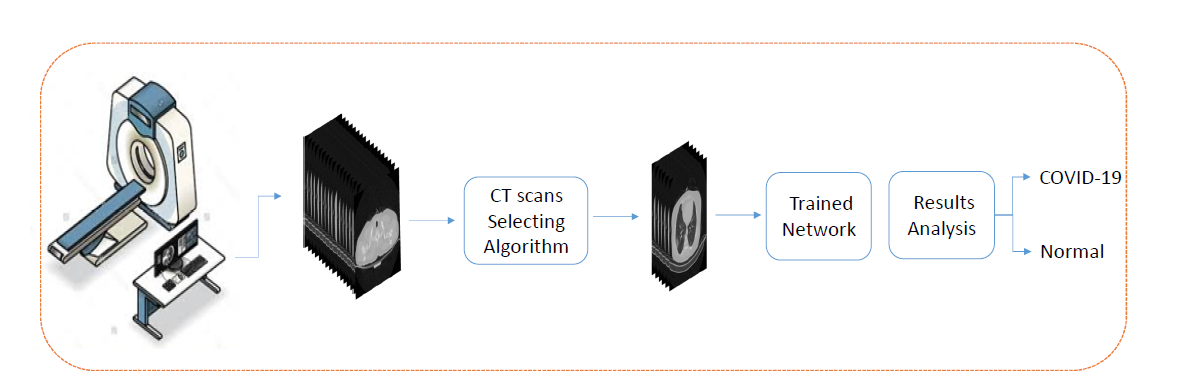 CT scans
Selecting
Algorithm
Trained
Network
Results
Analysis
COVID-19
Normal